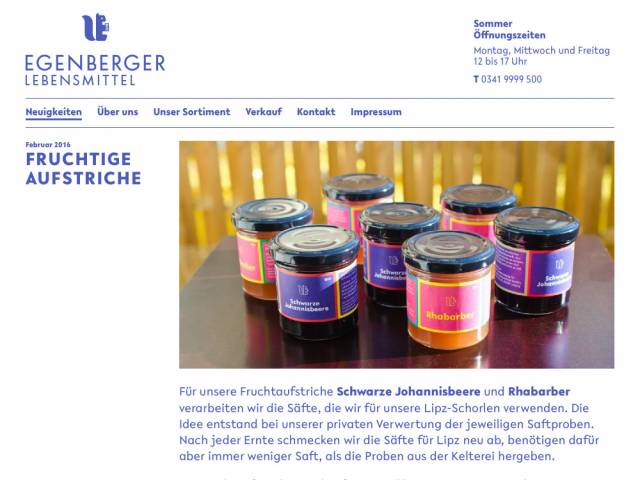 EGENBERGER
LEBENSMITTEL
Sommer
Öffnungszeiten
Montag, Mittwoch und Freitag
12 bis 17 Uhr
T 0341 9999 500
Neuigkeiten Über uns Unser Sortiment Verkauf Kontakt Impressum
Februar 2016
FRUCHTIGE
AUFSTRICHE
Schwarze
Johannisbeere
Schwarze
Johannisbeere
Rhabarber
Schwarze
Johannisbeere
Für unsere Fruchtaufstriche Schwarze Johannisbeere und Rhabarber
verarbeiten wir die Säfte, die wir für unsere Lipz-Schorlen verwenden. Die
Idee entstand bei unserer privaten Verwertung der jeweiligen Saftproben.
Nach jeder Ernte schmecken wir die Säfte für Lipz neu ab, benötigen dafür
aber immer weniger Saft, als die Proben aus der Kelterei hergeben.